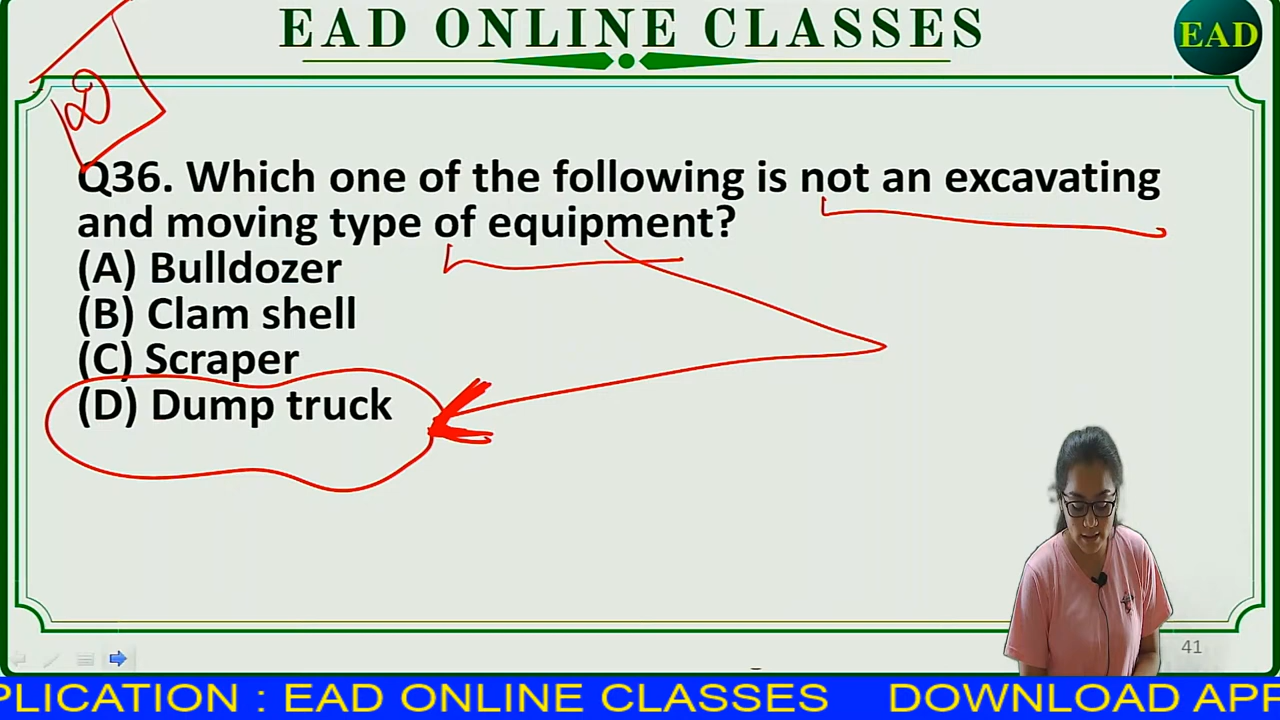 EAD ONLINE CLASSES
EAD
D
Q36. Which one of the following is not an excavating
and moving type of equipment?
(A) Bulldozer
(B) Clam shell
(C) Scraper
(D) Dump truck
41
PLICATION : EAD ONLINE CLASSES DOWNLOAD APP